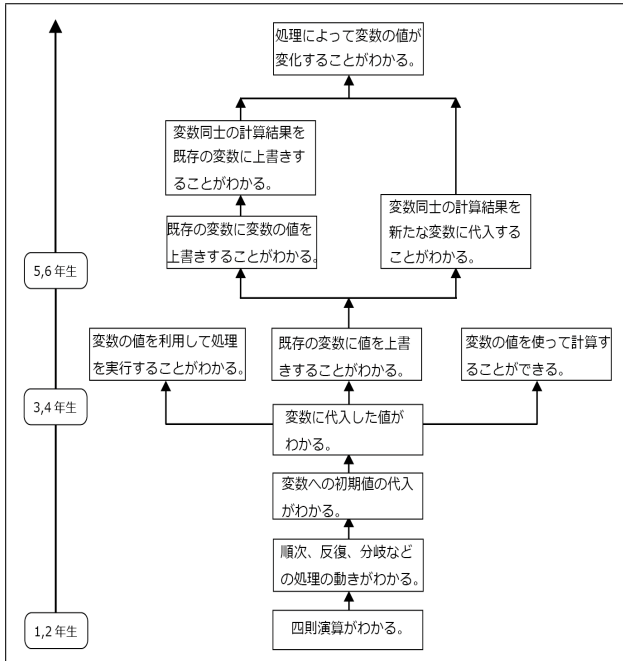 処理によって変数の値が
変化することがわかる。
変数同士の計算結果を
既存の変数に上書きす
ることがわかる。
変数同士の計算結果を
新たな変数に代入する
ことがわかる。
既存の変数に変数の値を
上書きすることがわかる。
5,6 年生
変数の値を利用して処理
を実行することがわかる。
既存の変数に値を上書
きすることがわかる。
変数の値を使って計算す
ることができる。
3,4 年生
変数に代入した値が
わかる。
変数への初期値の代入
がわかる。
順次、反復、分岐など
の処理の動きがわかる。
1,2 年生
四則演算がわかる。